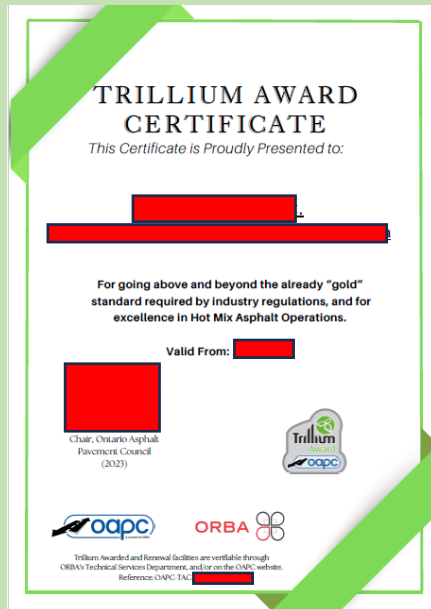 TRILLIUM AWARD
CERTIFICATE
This Certificate is Proudly Presented to:
For going above and beyond the already “gold”
standard required by industry regulations, and for
excellence in Hot Mix Asphalt Operations.
Valid From:
Chair, Ontario Asphalt
Pavement Council
(2023)
Trillium
Award
oapc
oapc
ORBA
Trillium Awarded and Renewal facilities are verifiable through
ORBA's Technical Services Department, and/or on the OAPC website.
Reference: OAPC-TAC